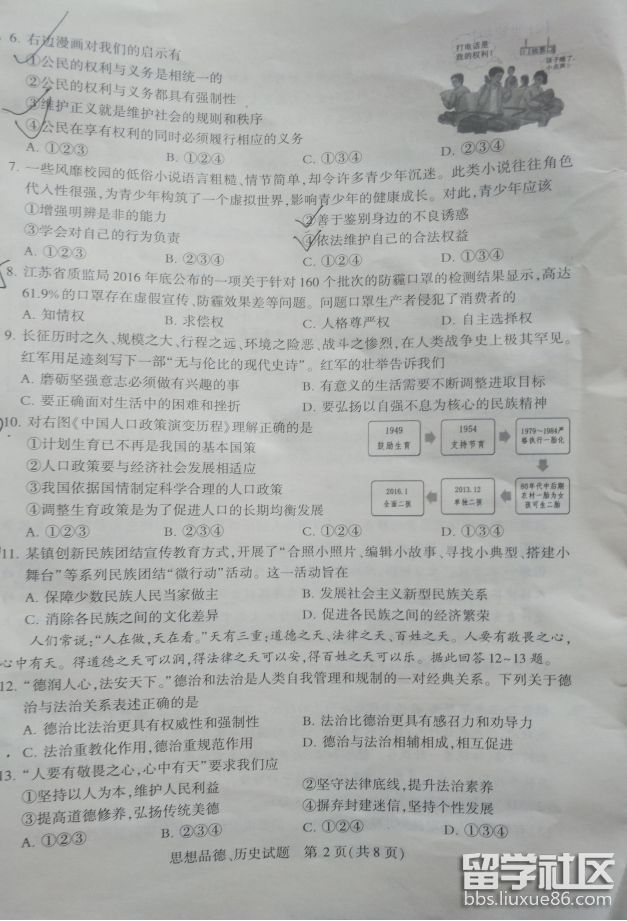 6. 右边漫画对我们的启示有
打电话是
我的权利!
孩子睡了,
小点声!
①公民的权利与义务是相统一的
②公民的权利与义务都具有强制性
③维护正义就是维护社会的规则和秩序
④公民在享有权利的同时必须履行相应的义务
A. ①②③ B. ①②④ C. ①③④ D. ②③④
7. 一些风靡校园的低俗小说语言粗糙、情节简单,却令许多青少年沉迷。此类小说往往角色
代入性很强,为青少年构筑了一个虚拟世界,影响青少年的健康成长。对此,青少年应该
①增强明辨是非的能力 ②善于鉴别身边的不良诱惑
③学会对自己的行为负责 ④依法维护自己的合法权益
A. ①②③ B. ②③④ C. ①②④ D. ①③④
8. 江苏省质监局 2016 年底公布的一项关于针对 160 个批次的防霾口罩的检测结果显示,高达
61.9%的口罩存在虚假宣传、防霾效果差等问题。问题口罩生产者侵犯了消费者的
A. 知情权 B. 求偿权 C. 人格尊严权 D. 自主选择权
9. 长征历时之久、规模之大、行程之远、环境之险恶、战斗之惨烈,在人类战争史上极其罕见。
红军用足迹刻写下一部“无与伦比的现代史诗”。红军的壮举告诉我们
A. 磨砺坚强意志必须做有兴趣的事 B. 有意义的生活需要不断调整进取目标
C. 要正确面对生活中的困难和挫折 D. 要弘扬以自强不息为核心的民族精神
10. 对右图《中国人口政策演变历程》理解正确的是
①计划生育已不再是我国的基本国策
②人口政策要与经济社会发展相适应
③我国依据国情制定科学合理的人口政策
④调整生育政策是为了促进人口的长期均衡发展
1949
鼓励生育
1954
支持节育
1979～1984严
格执行一胎化
80年代中后期
农村一胎为女
孩可生二胎
2013.12
单独二孩
2016.1
全面二孩
A. ①②③ B. ②③④ C. ①②④ D. ①③④
11. 某镇创新民族团结宣传教育方式,开展了“合照小照片、编辑小故事、寻找小典型、搭建小
舞台”等系列民族团结“微行动”活动。这一活动旨在
A. 保障少数民族人民当家做主 B. 发展社会主义新型民族关系
C. 消除各民族之间的文化差异 D. 促进各民族之间的经济繁荣
人们常说:“人在做,天在看。”天有三重:道德之天、法律之天、百姓之天。人要有敬畏之心,
心中有天。得道德之天可以润,得法律之天可以安,得百姓之天可以乐。据此回答 12~13 题。
12. “德润人心,法安天下。”德治和法治是人类自我管理和规制的一对经典关系。下列关于德
治与法治关系表述正确的是
A. 德治比法治更具有权威性和强制性 B. 法治比德治更具有感召力和劝导力
C. 法治重教化作用,德治重规范作用 D. 德治与法治相辅相成,相互促进
13. “人要有敬畏之心,心中有天”要求我们应
①坚持以人为本,维护人民利益 ②坚守法律底线,提升法治素养
③提高道德修养,弘扬传统美德 ④摒弃封建迷信,坚持个性发展
A. ①②③ B. ②③④ C. ①②④ D. ①③④
思想品德、历史试题 第 2 页(共 8 页)
留学社区
bbs.liuxue86.com